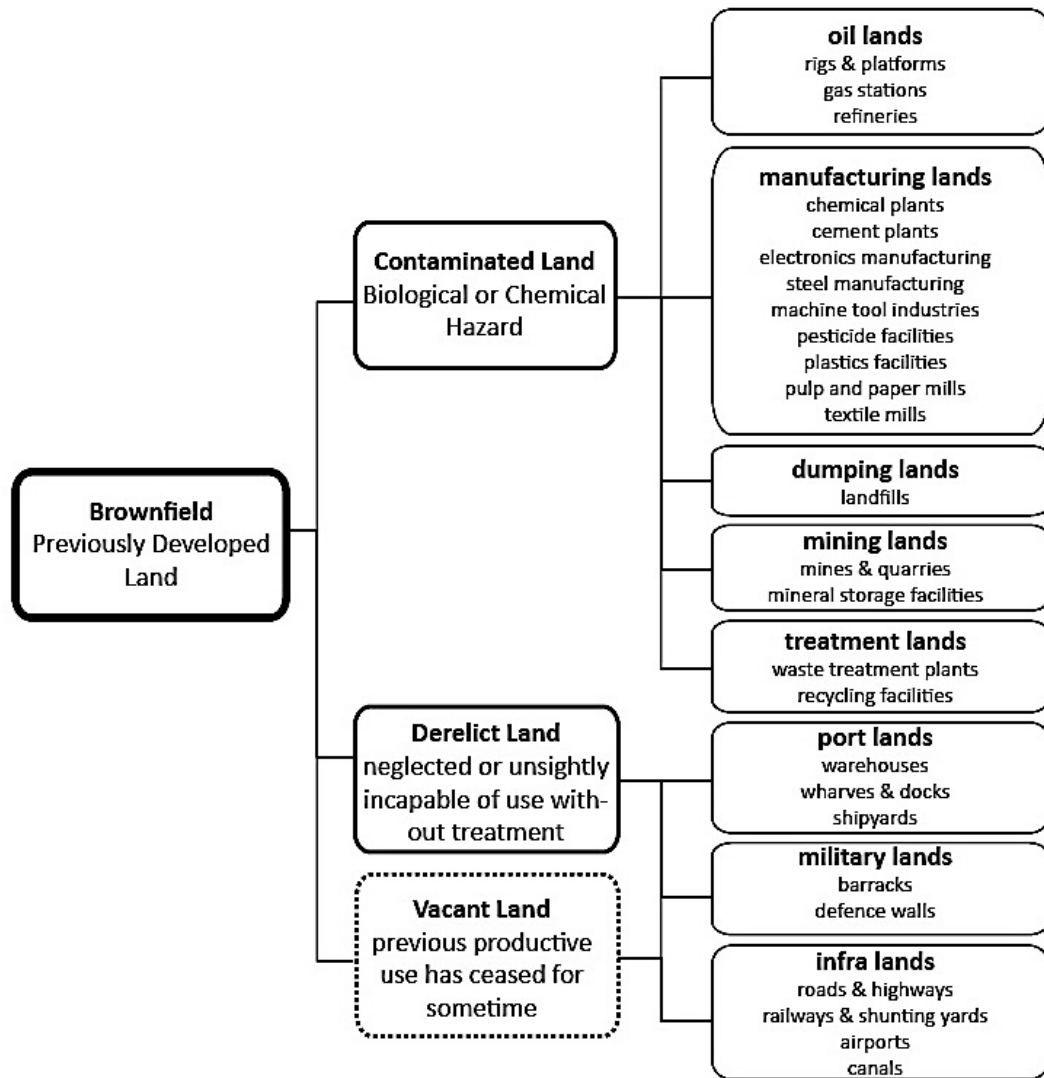 Brownfield
Previously Developed
Land
Contaminated Land
Biological or Chemical
Hazard
Derelict Land
neglected or unsightly
incapable of use with-
out treatment
Vacant Land
previous productive
use has ceased for
sometime
oil lands
rigs & platforms
gas stations
refineries
manufacturing lands
chemical plants
cement plants
electronics manufacturing
steel manufacturing
machine tool industries
pesticide facilities
plastics facilities
pulp and paper mills
textile mills
dumping lands
landfills
mining lands
mines & quarries
mineral storage facilities
treatment lands
waste treatment plants
recycling facilities
port lands
warehouses
wharves & docks
shipyards
military lands
barracks
defence walls
infra lands
roads & highways
railways & shunting yards
airports
canals